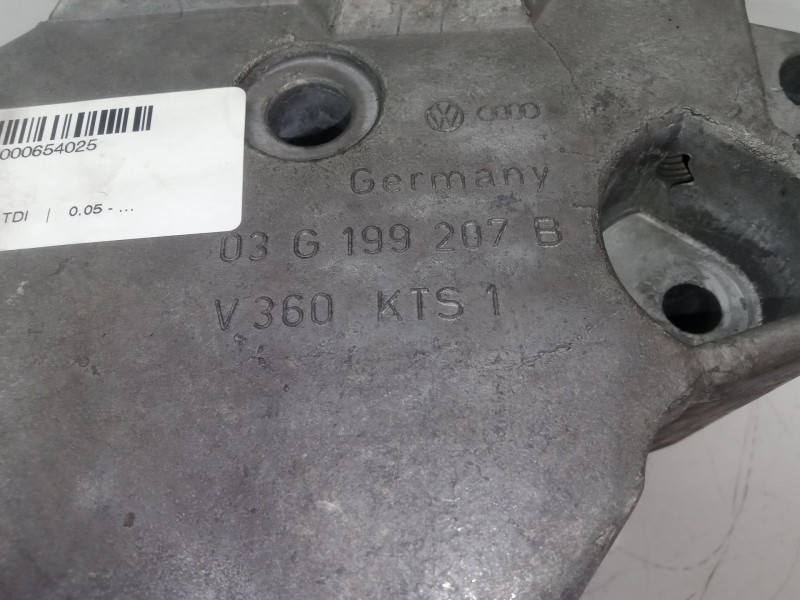 000654025
TDI | 0.05 - ...
Germany
03 G 199 207 B
V 360 KTS 1